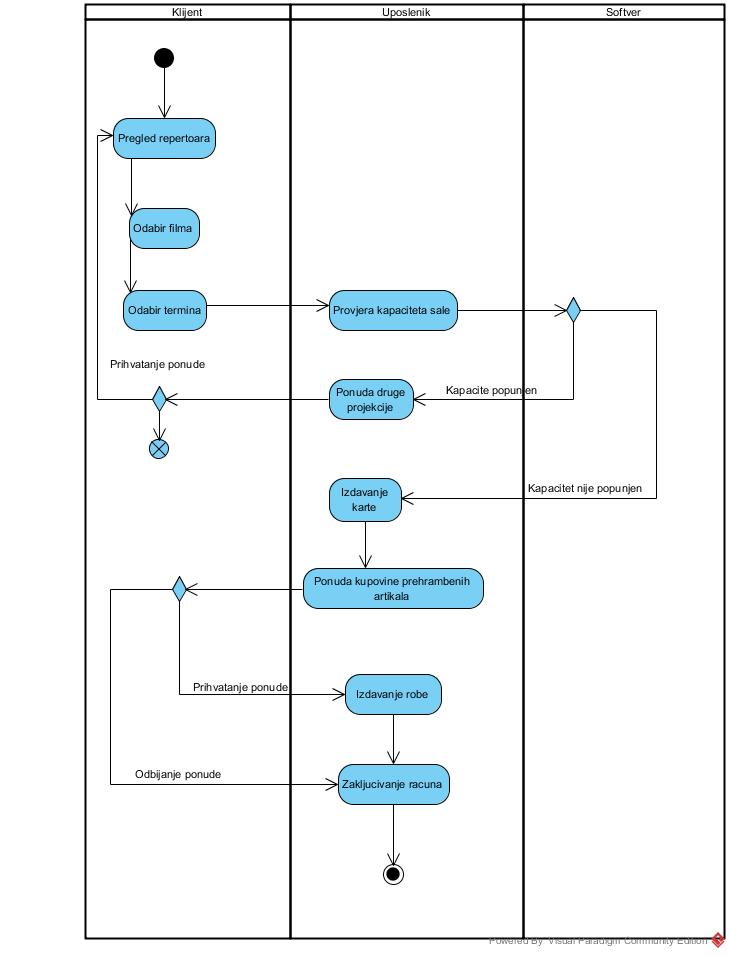 Klijent
Uposlenik
Softver
Pregled repertoara
Odabir filma
Odabir termina
Provjera kapaciteta sale
Prihvatanje ponude
Ponuda druge
projekcije
Kapacite popunjen
Izdavanje
karte
Kapacitet nije popunjen
Ponuda kupovine prehrambenih
artikala
Prihvatanje ponude
Izdavanje robe
Odbijanje ponude
Zakljucivanje racuna
Powered By Visual Paradigm Community Edition